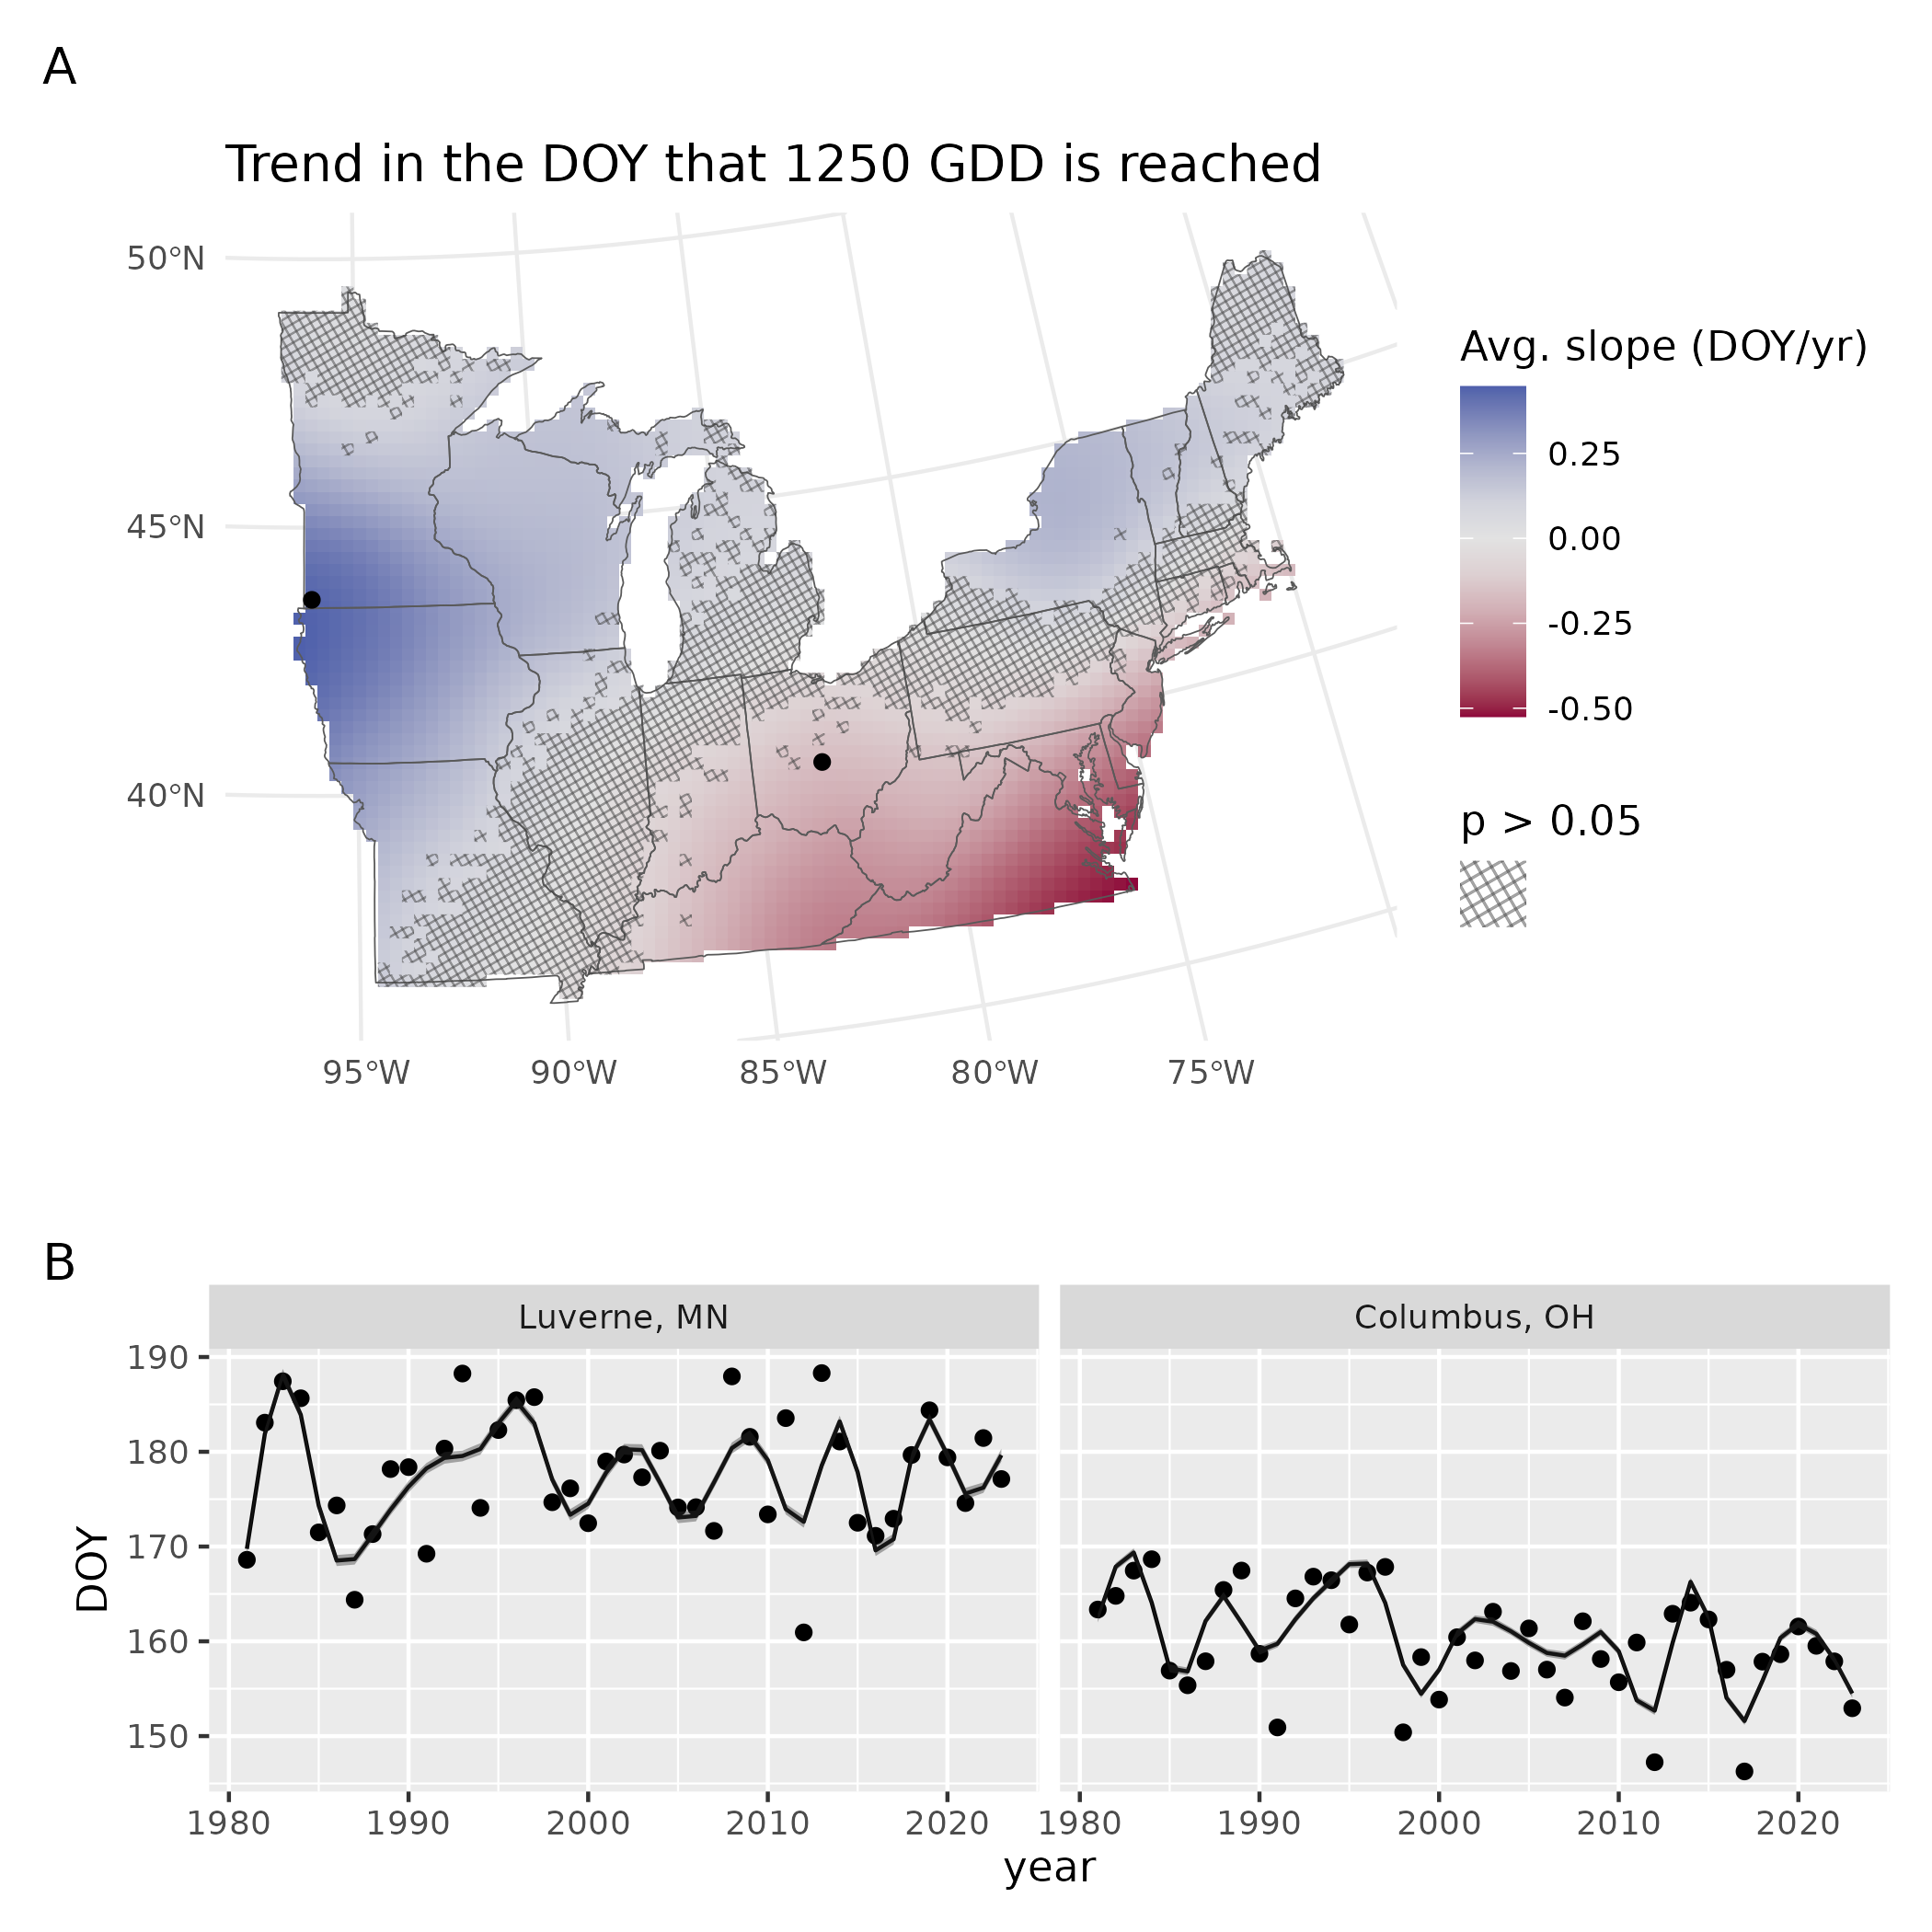 A
Trend in the DOY that 1250 GDD is reached
50°N
45°N
40°N
95°W 90°W 85°W 80°W 75°W
Avg. slope (DOY/yr)
0.25
0.00
-0.25
-0.50
p > 0.05
B
Luverne, MN Columbus, OH
190
180
170
160
150
DOY
1980 1990 2000 2010 2020 1980 1990 2000 2010 2020
year